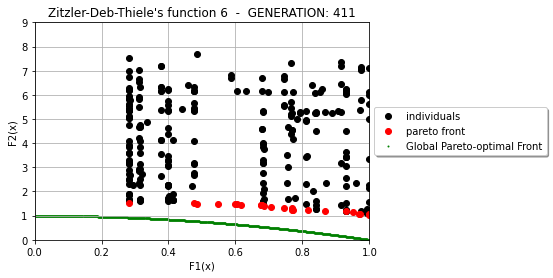 Zitzler-Deb-Thiele's function 6 - GENERATION: 411
9
8
7
6
5
4
3
2
1
0
F2(x)
0.0 0.2 0.4 0.6 0.8 1.0
F1(x)
individuals
pareto front
Global Pareto-optimal Front